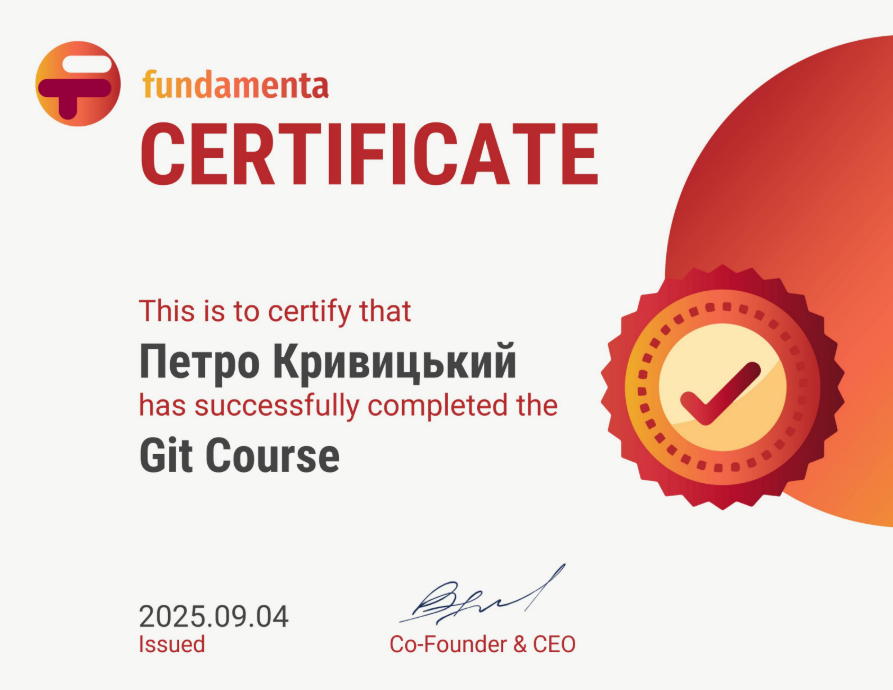 fundamenta
CERTIFICATE
This is to certify that
Петро Кривицький
has successfully completed the
Git Course
2025.09.04
Issued
Co-Founder & CEO